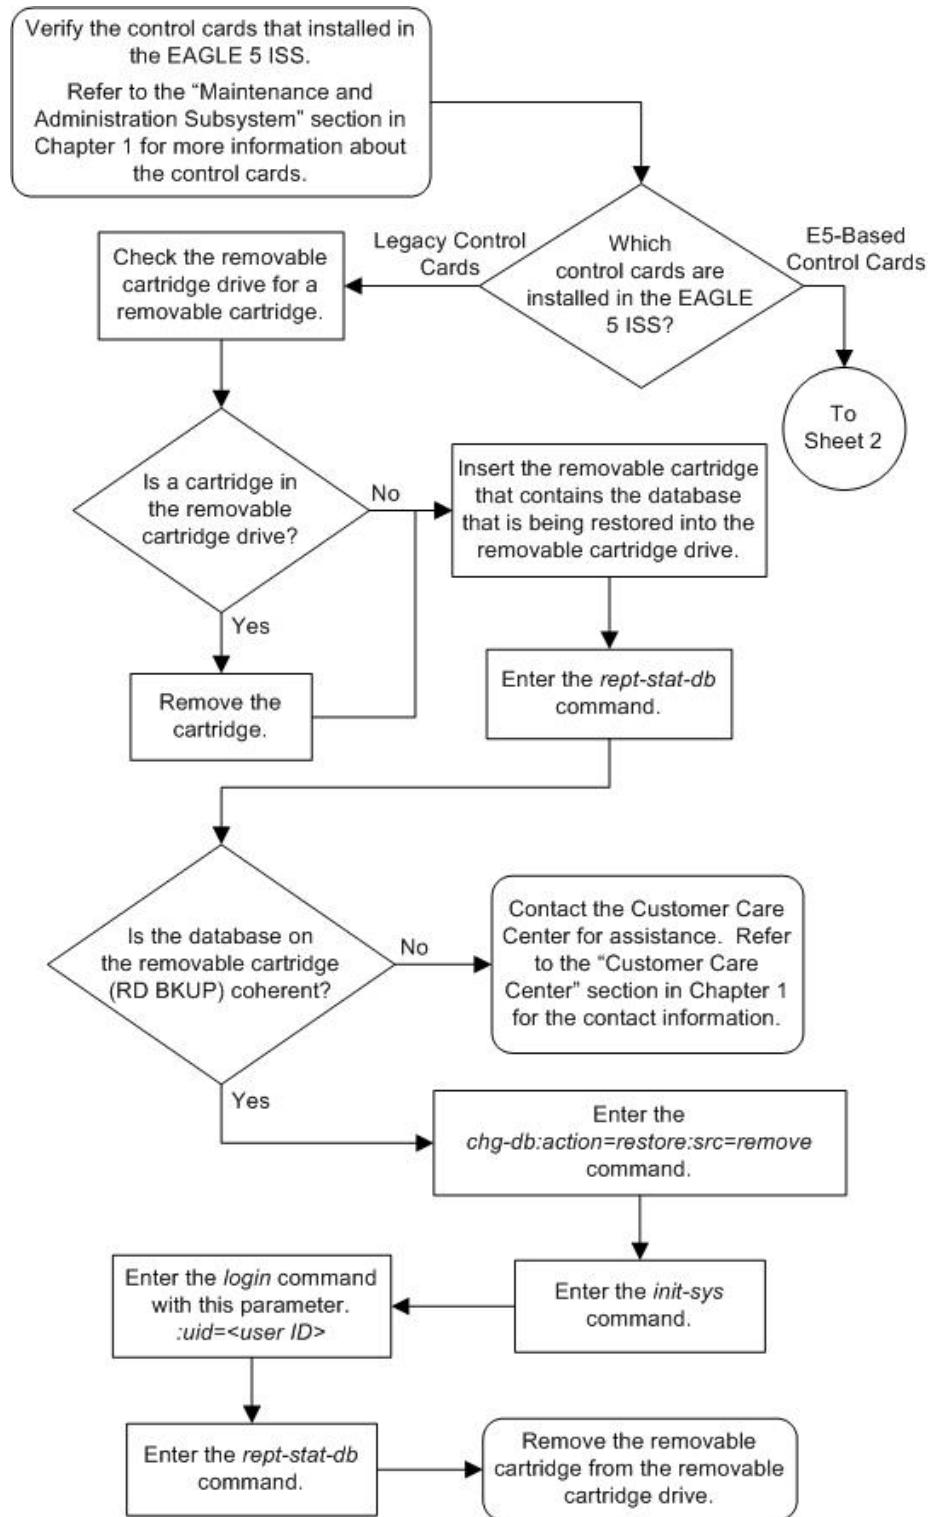 Verify the control cards that installed in
the EAGLE 5 ISS.
Refer to the “Maintenance and
Administration Subsystem” section in
Chapter 1 for more information about
the control cards.
Which
control cards are
installed in the EAGLE
5 ISS?
Legacy Control
Cards
E5-Based
Control Cards
To
Sheet 2
Check the removable
cartridge drive for a
removable cartridge.
Is a cartridge in
the removable
cartridge drive?
No
Yes
Remove the
cartridge.
Insert the removable cartridge
that contains the database
that is being restored into the
removable cartridge drive.
Enter the rept-stat-db
command.
Is the database on
the removable cartridge
(RD BKUP) coherent?
No
Contact the Customer Care
Center for assistance.  Refer
to the “Customer Care
Center” section in Chapter 1
for the contact information.
Yes
Enter the
chg-db:action=restore:src=remove
command.
Enter the init-sys
command.
Enter the login command
with this parameter.
:uid=<user ID>
Enter the rept-stat-db
command.
Remove the removable
cartridge from the removable
cartridge drive.